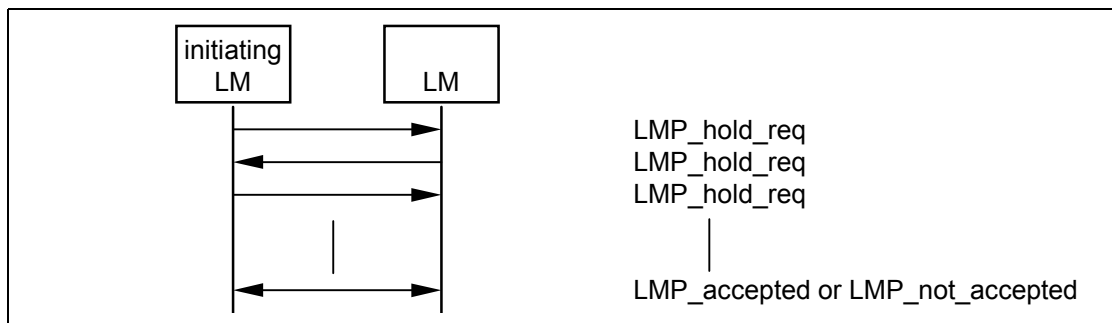 initiating
LM
LM
LMP_hold_req
LMP_hold_req
LMP_hold_req
LMP_accepted or LMP_not_accepted